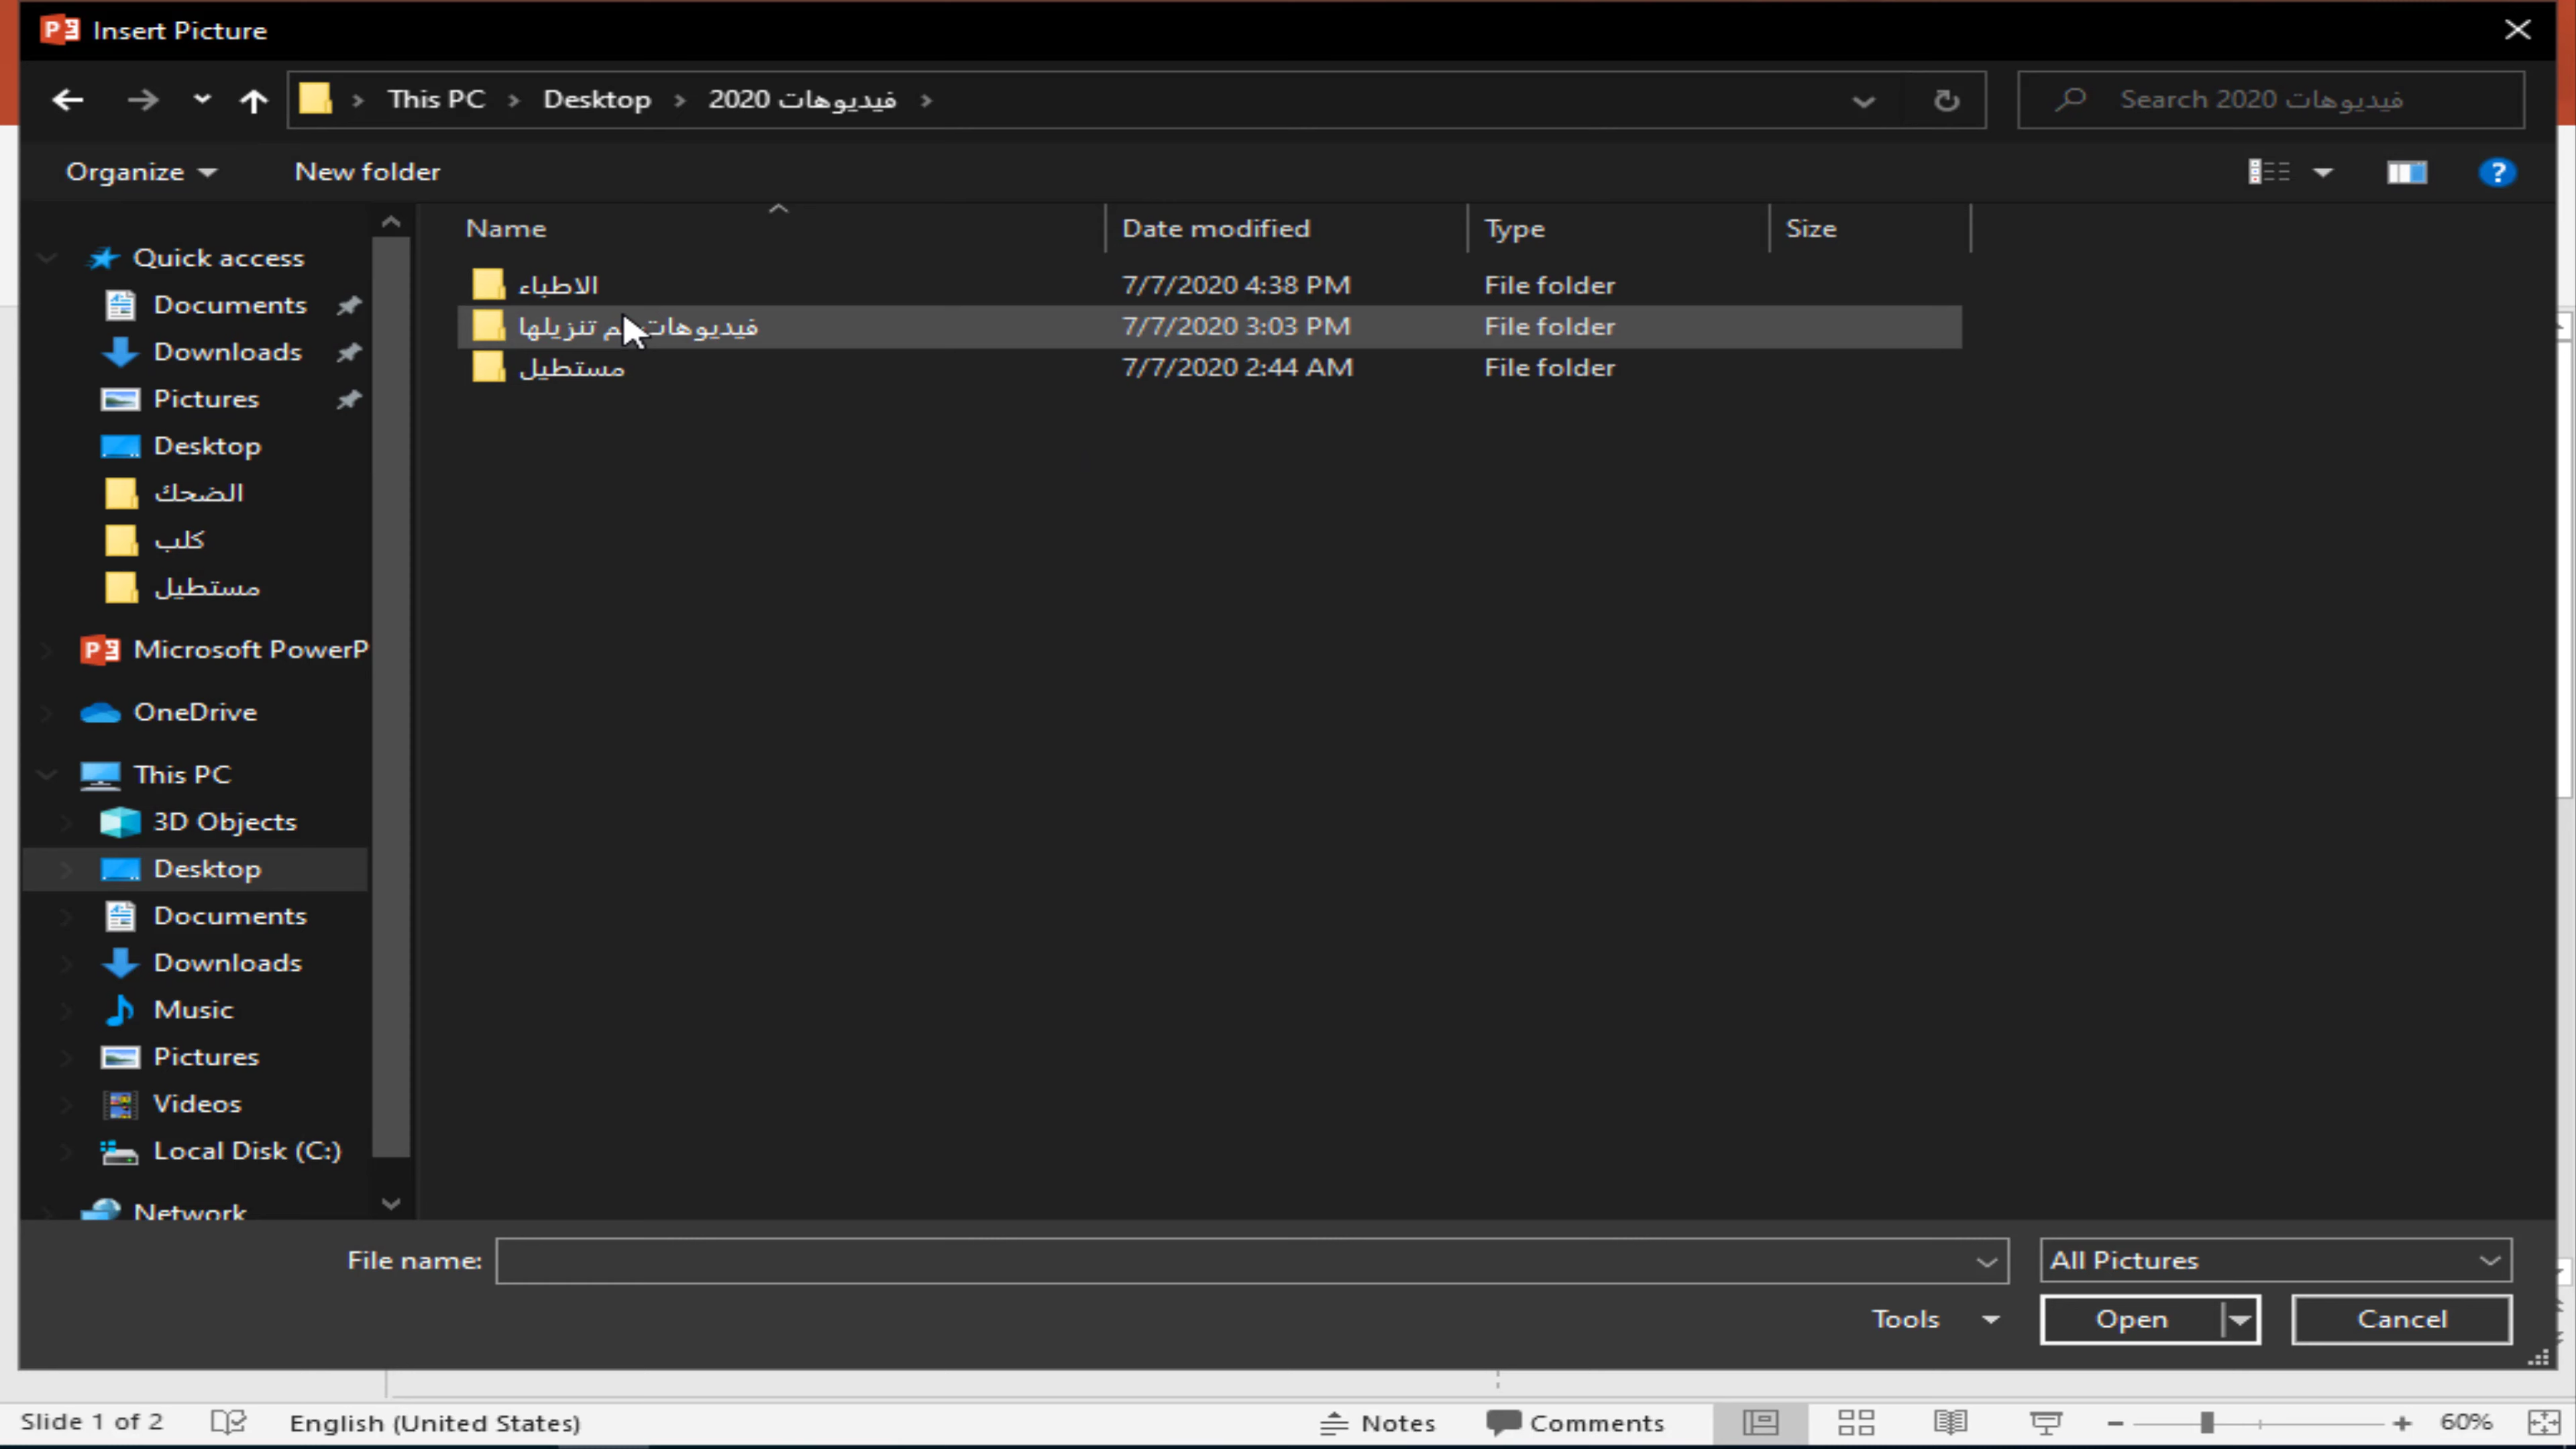 Insert Picture
This PC > Desktop > فيديوهات 2020 >
Search فيديوهات 2020
Organize
New folder
Name Date modified Type Size
الاطباء 7/7/2020 4:38 PM File folder
فيديوهات تنزيلها 7/7/2020 3:03 PM File folder
مستطيل 7/7/2020 2:44 AM File folder
Quick access
Documents
Downloads
Pictures
Desktop
الضحك
كلب
مستطيل
Microsoft PowerP
OneDrive
This PC
3D Objects
Desktop
Documents
Downloads
Music
Pictures
Videos
Local Disk (C:)
Network
File name:
All Pictures
Tools Open Cancel
Slide 1 of 2 English (United States) Notes Comments 60%